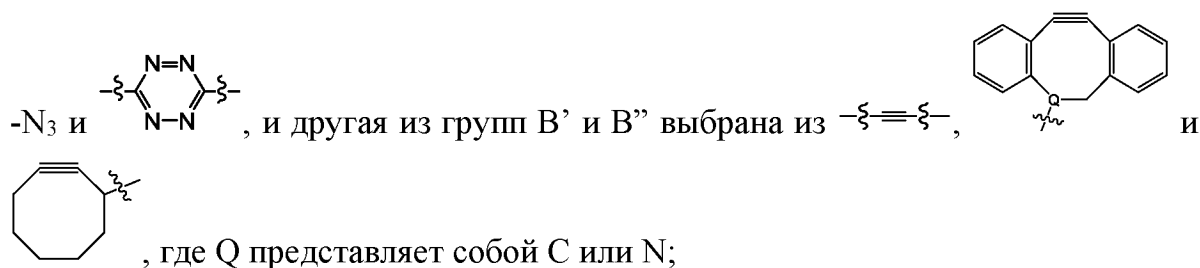 N=N
N-N
Q
-N₃ и , и другая из групп B’ и B” выбрана из , и
, где Q представляет собой C или N;